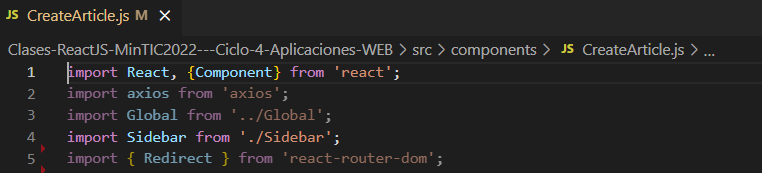 JS CreateArticle.js M ×
Clases-ReactJS-MinTIC2022---Ciclo-4-Aplicaciones-WEB > src > components > JS CreateArticle.js > ...
1 import React, {Component} from 'react';
2 import axios from 'axios';
3 import Global from '../Global';
4 import Sidebar from './Sidebar';
5 import { Redirect } from 'react-router-dom';